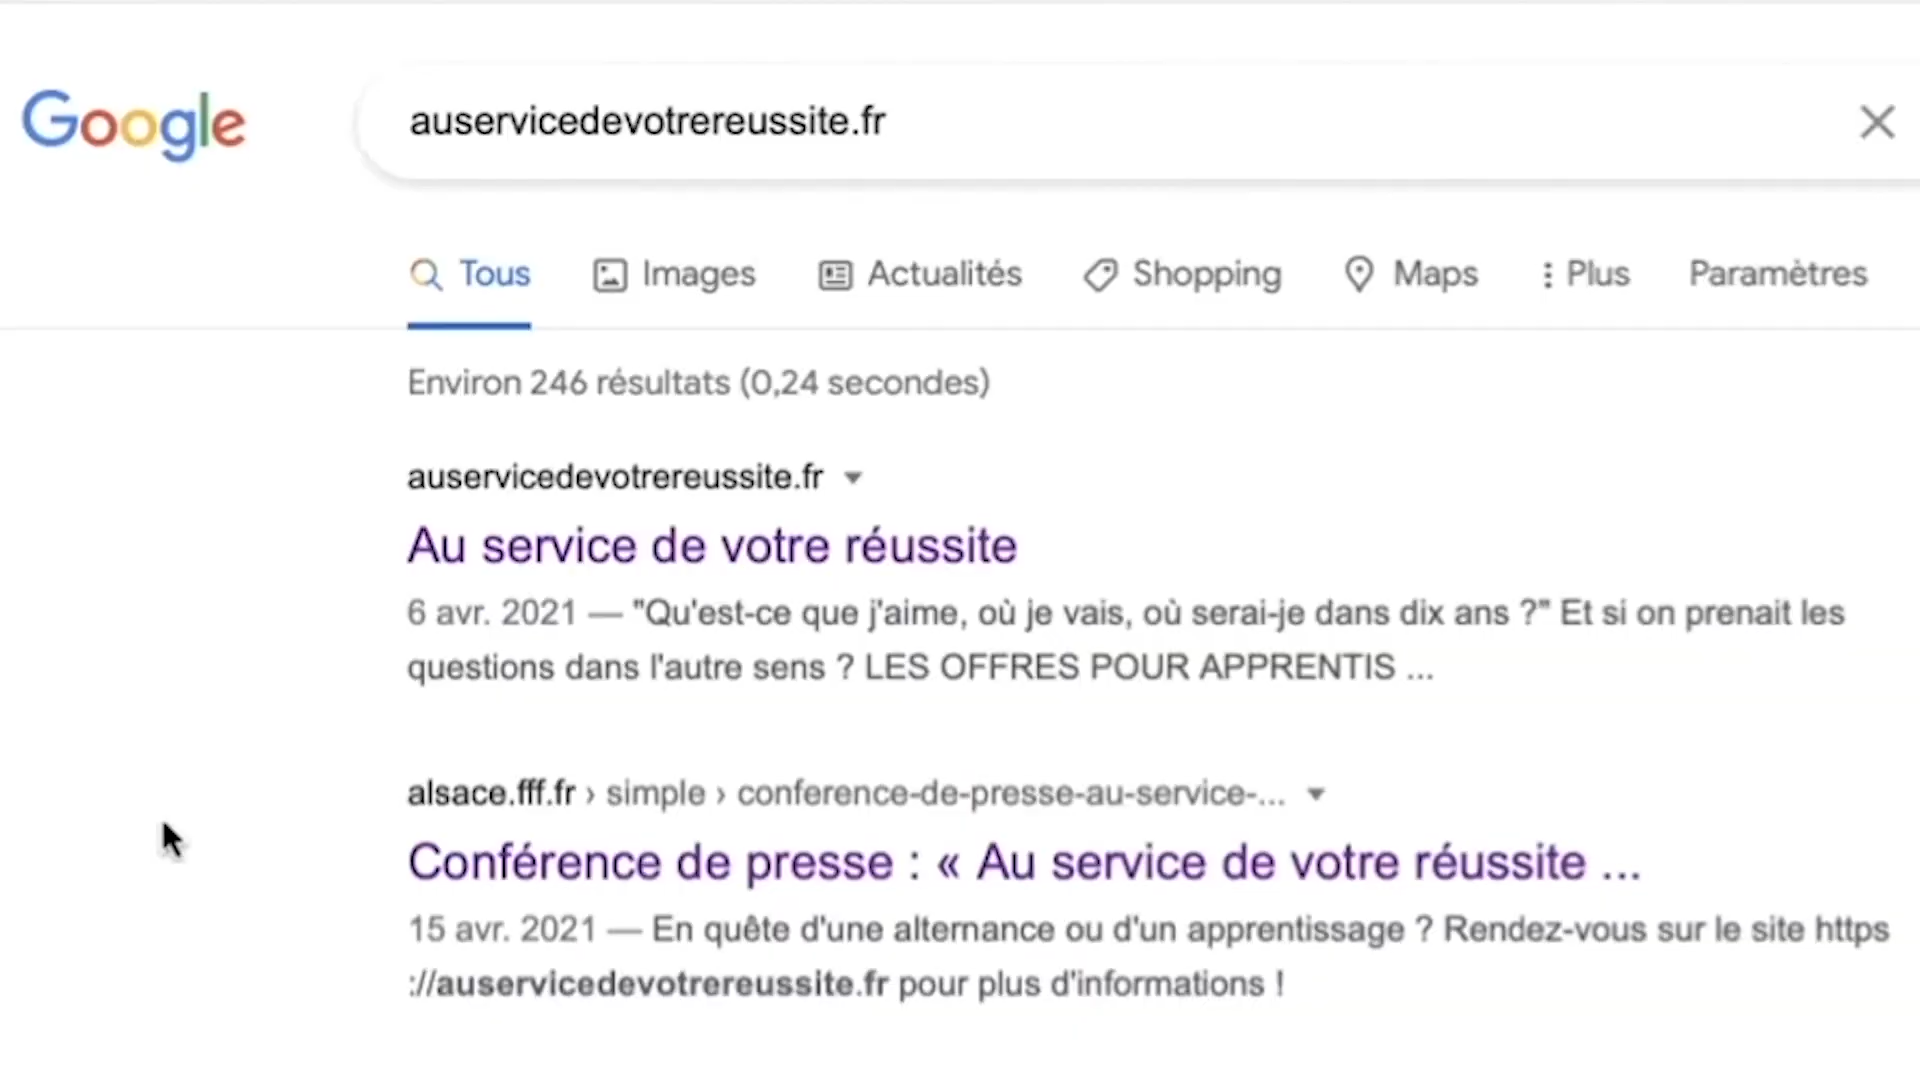 Google
auservicedevotrereussite.fr
Tous Images Actualités Shopping Maps Plus Paramètres
Environ 246 résultats (0,24 secondes)
auservicedevotrereussite.fr
Au service de votre réussite
6 avr. 2021 — "Qu'est-ce que j'aime, où je vais, où serai-je dans dix ans ?" Et si on prenait les
questions dans l'autre sens ? LES OFFRES POUR APPRENTIS ...
alsace.fff.fr › simple › conference-de-presse-au-service-...
Conférence de presse : « Au service de votre réussite ...
15 avr. 2021 — En quête d'une alternance ou d'un apprentissage ? Rendez-vous sur le site https
://auservicedevotrereussite.fr pour plus d'informations !